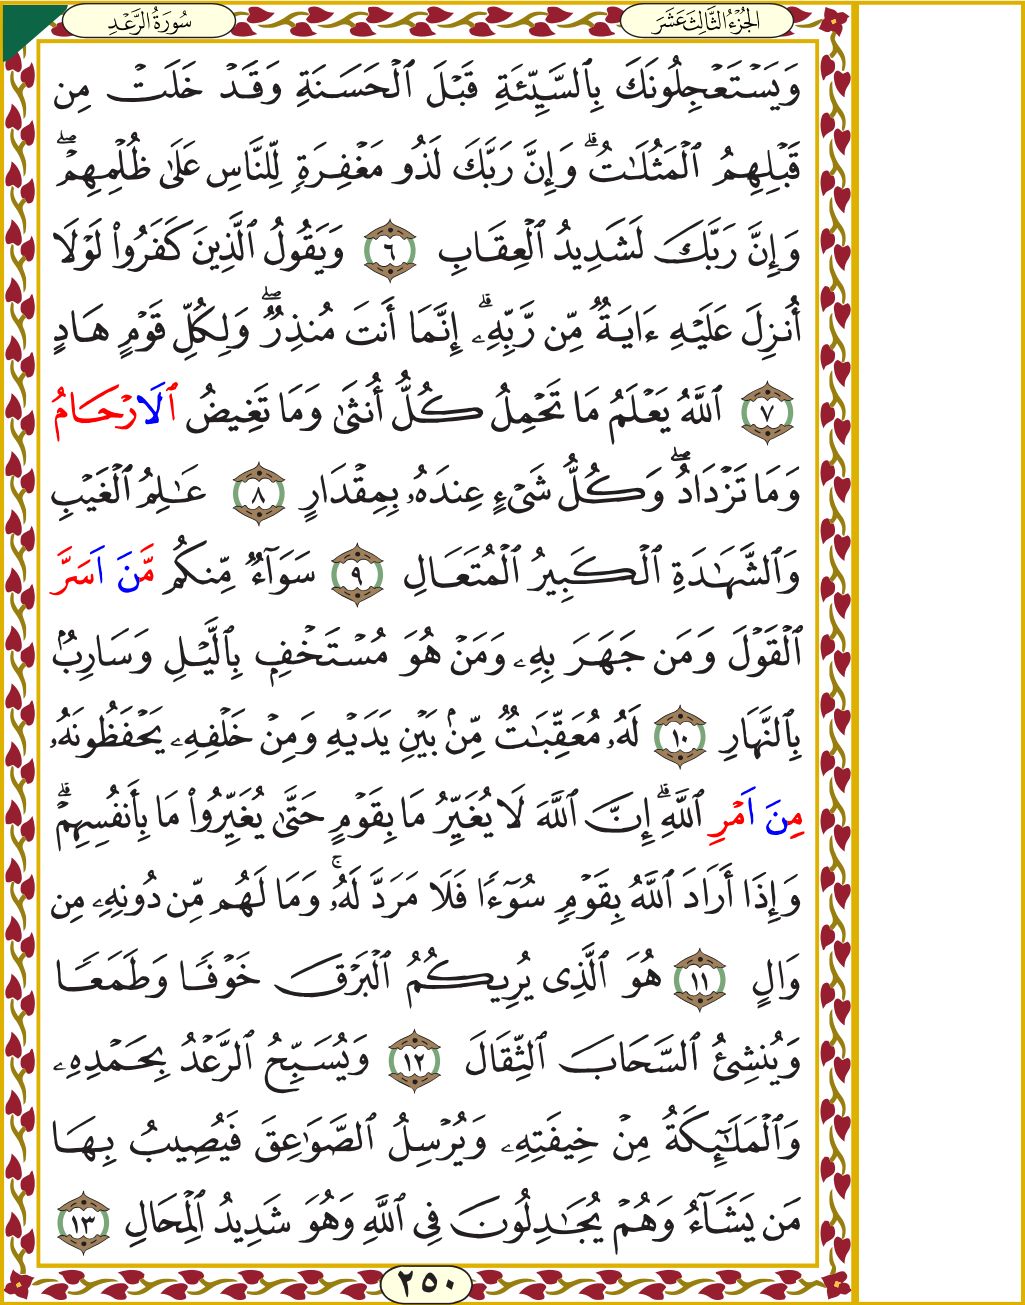 الجُزْءُ الثَّالِثَ عَشَرَ
سُورَةُ الرَّعْدِ
وَيَسْتَعْجِلُونَكَ بِٱلسَّيِّئَةِ قَبْلَ ٱلْحَسَنَةِ وَقَدْ خَلَتْ مِن
قَبْلِهِمُ ٱلْمَثُلَٰتُۗ وَإِنَّ رَبَّكَ لَذُو مَغْفِرَةٍ لِّلنَّاسِ عَلَىٰ ظُلْمِهِمْۖ
وَإِنَّ رَبَّكَ لَشَدِيدُ ٱلْعِقَابِ ٦ وَيَقُولُ ٱلَّذِينَ كَفَرُوا۟ لَوْلَا
أُنزِلَ عَلَيْهِ ءَايَةٌ مِّن رَّبِّهِۦۗ إِنَّمَا أَنتَ مُنذِرٌۖ وَلِكُلِّ قَوْمٍ هَادٍ
٧ ٱللَّهُ يَعْلَمُ مَا تَحْمِلُ كُلُّ أُنثَىٰ وَمَا تَغِيضُ ٱلَارْحَامُ
وَمَا تَزْدَادُۖ وَكُلُّ شَىْءٍ عِندَهُۥ بِمِقْدَارٍ ٨ عَٰلِمُ ٱلْغَيْبِ
وَٱلشَّهَٰدَةِ ٱلْكَبِيرُ ٱلْمُتَعَالِ ٩ سَوَآءٌ مِّنكُم مَّنَ اَسَرَّ
ٱلْقَوْلَ وَمَن جَهَرَ بِهِۦ وَمَنْ هُوَ مُسْتَخْفٍۭ بِٱلَّيْلِ وَسَارِبٌۢ
بِٱلنَّهَارِ ١٠ لَهُۥ مُعَقِّبَٰتٌ مِّنۢ بَيْنِ يَدَيْهِ وَمِنْ خَلْفِهِۦ يَحْفَظُونَهُۥ
مِنَ اَمْرِ ٱللَّهِۗ إِنَّ ٱللَّهَ لَا يُغَيِّرُ مَا بِقَوْمٍ حَتَّىٰ يُغَيِّرُوا۟ مَا بِأَنفُسِهِمْۗ
وَإِذَا أَرَادَ ٱللَّهُ بِقَوْمٍ سُوٓءًا فَلَا مَرَدَّ لَهُۥۚ وَمَا لَهُم مِّن دُونِهِۦ مِن
وَالٍ ١١ هُوَ ٱلَّذِى يُرِيكُمُ ٱلْبَرْقَ خَوْفًا وَطَمَعًا
وَيُنشِئُ ٱلسَّحَابَ ٱلثِّقَالَ ١٢ وَيُسَبِّحُ ٱلرَّعْدُ بِحَمْدِهِۦ
وَٱلْمَلَٰٓئِكَةُ مِنْ خِيفَتِهِۦ وَيُرْسِلُ ٱلصَّوَٰعِقَ فَيُصِيبُ بِهَا
مَن يَشَآءُ وَهُمْ يُجَٰدِلُونَ فِى ٱللَّهِ وَهُوَ شَدِيدُ ٱلْمِحَالِ ١٣
٢٥٠